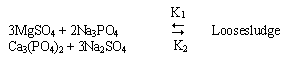 K₁
3MgSO₄ + 2Na₃PO₄ ⇆ Loosesludge
Ca₃(PO₄)₂ + 3Na₂SO₄ K₂